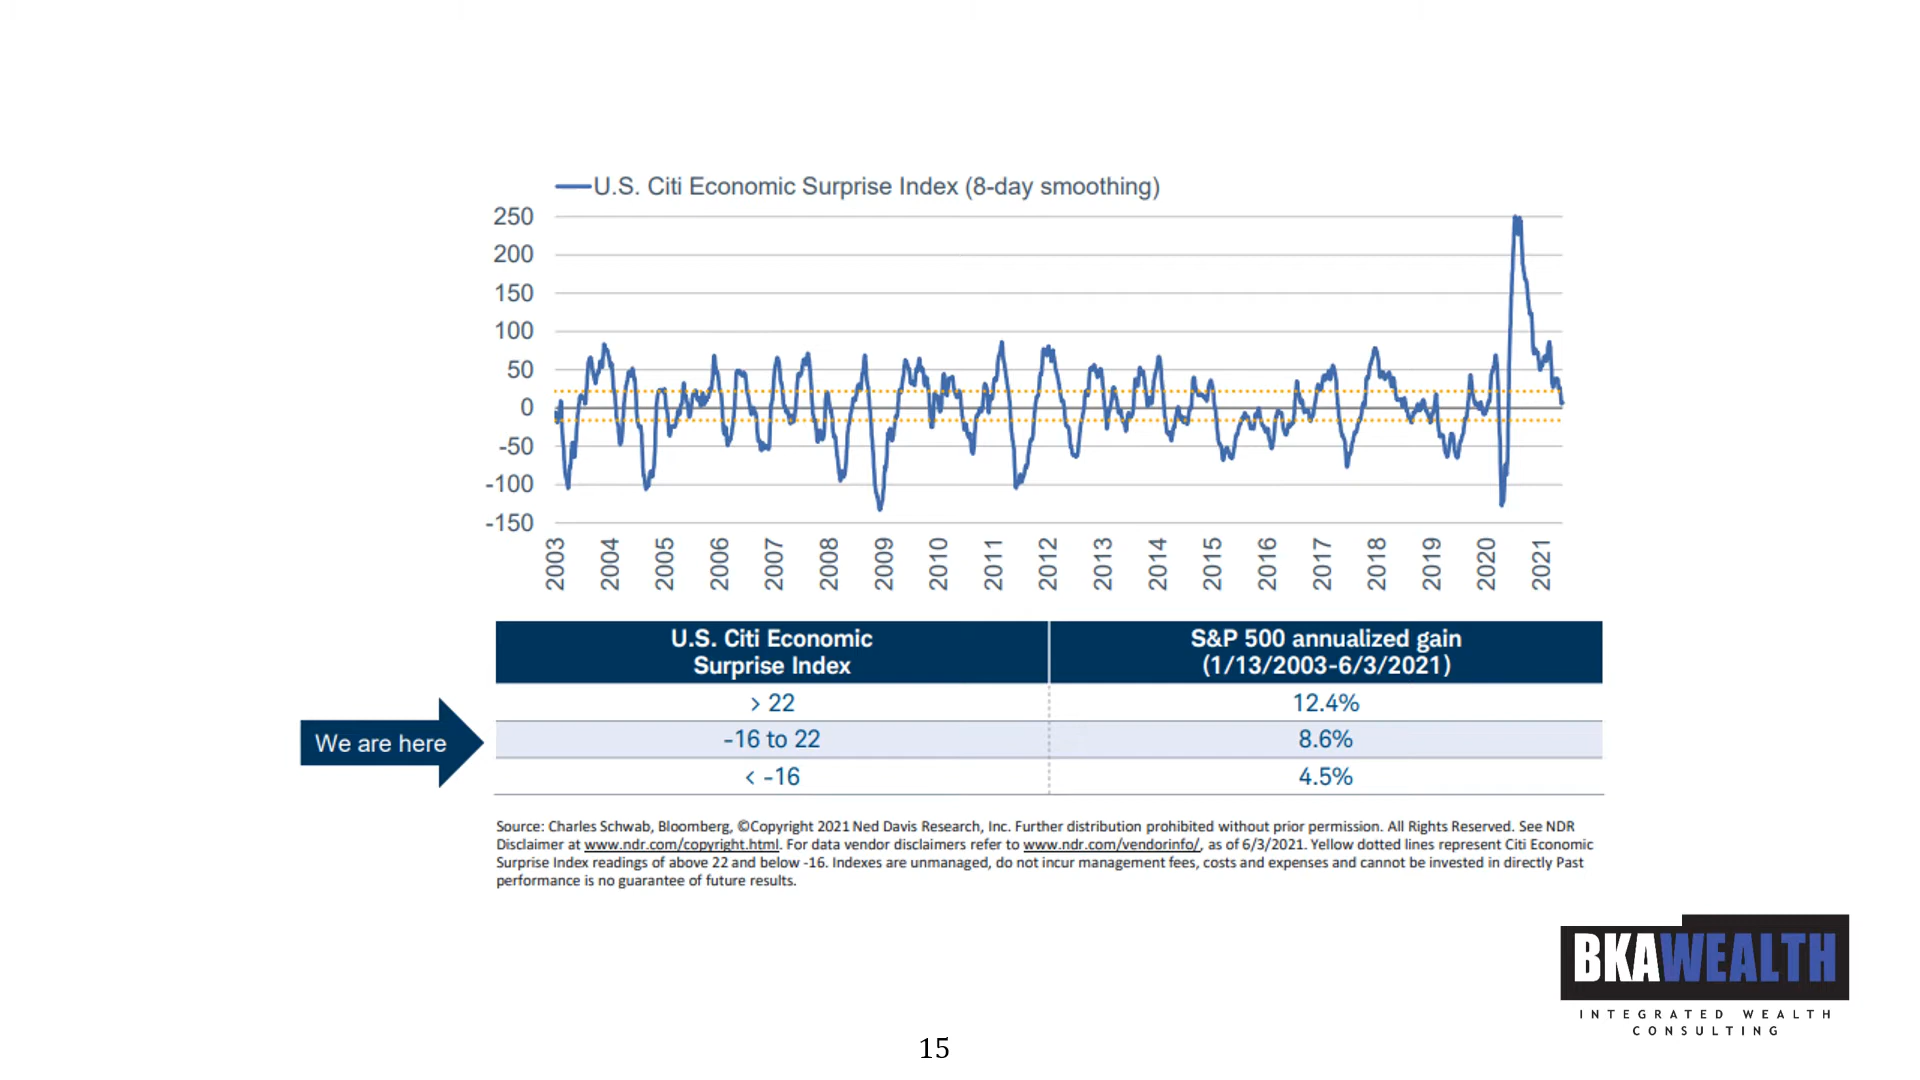 U.S. Citi Economic Surprise Index (8-day smoothing)
250
200
150
100
50
0
-50
-100
-150
2003 2004 2005 2006 2007 2008 2009 2010 2011 2012 2013 2014 2015 2016 2017 2018 2019 2020 2021
U.S. Citi Economic
Surprise Index
S&P 500 annualized gain
(1/13/2003-6/3/2021)
> 22 12.4%
We are here
-16 to 22 8.6%
< -16 4.5%
Source: Charles Schwab, Bloomberg, ©Copyright 2021 Ned Davis Research, Inc. Further distribution prohibited without prior permission. All Rights Reserved. See NDR
Disclaimer at www.ndr.com/copyright.html. For data vendor disclaimers refer to www.ndr.com/vendorinfo/, as of 6/3/2021. Yellow dotted lines represent Citi Economic
Surprise Index readings of above 22 and below -16. Indexes are unmanaged, do not incur management fees, costs and expenses and cannot be invested in directly Past
performance is no guarantee of future results.
BKAWEALTH
INTEGRATED WEALTH
CONSULTING
15